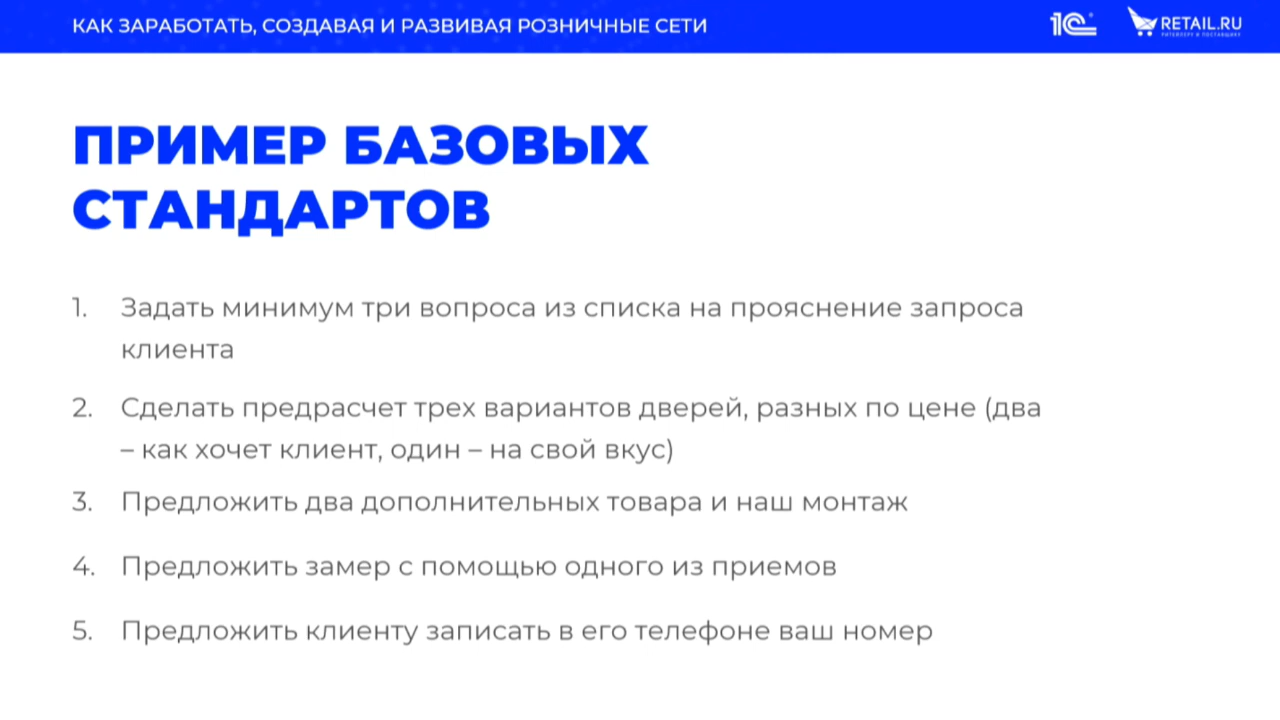 КАК ЗАРАБОТАТЬ, СОЗДАВАЯ И РАЗВИВАЯ РОЗНИЧНЫЕ СЕТИ
1С
RETAIL.RU
РИТЕЙЛЕРУ И ПОСТАВЩИКУ
ПРИМЕР БАЗОВЫХ
СТАНДАРТОВ
1. Задать минимум три вопроса из списка на прояснение запроса
клиента
2. Сделать предрасчет трех вариантов дверей, разных по цене (два
– как хочет клиент, один – на свой вкус)
3. Предложить два дополнительных товара и наш монтаж
4. Предложить замер с помощью одного из приемов
5. Предложить клиенту записать в его телефоне ваш номер